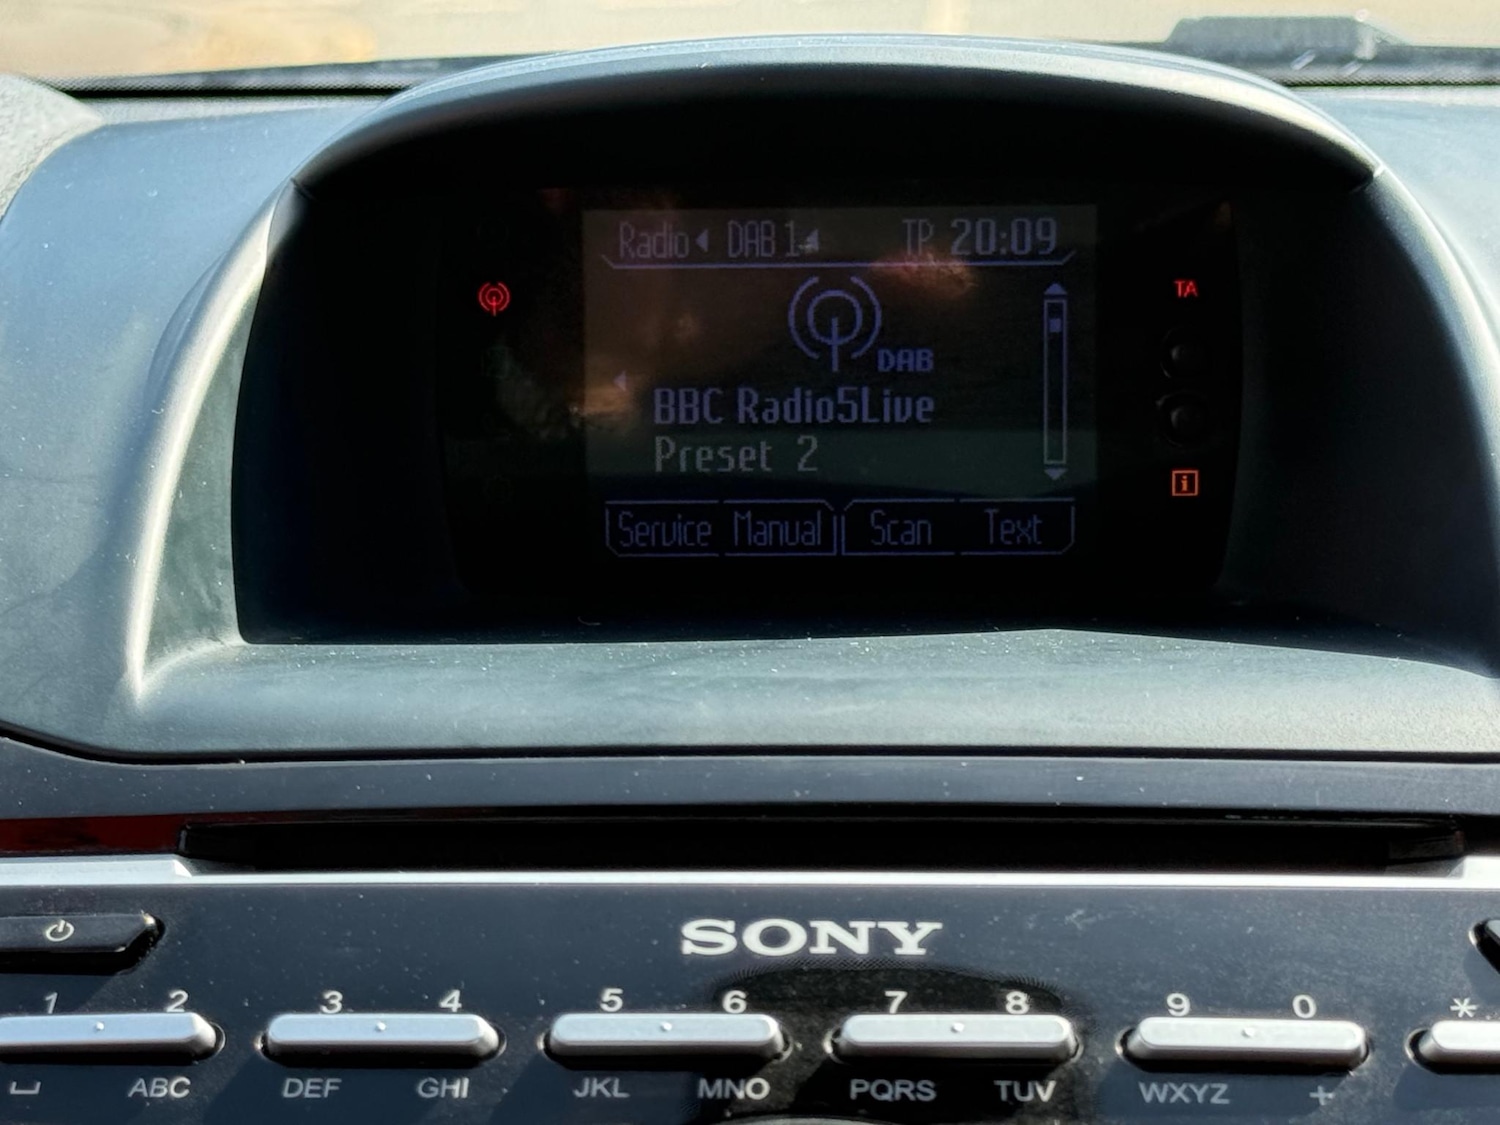 Radio DAB 1 TP 20:09
TA
DAB
BBC Radio5Live
Preset 2
i
Service Manual Scan Text
SONY
1 2 3 4 5 6 7 8 9 0 *
ABC DEF GHI JKL MNO PQRS TUV WXYZ +